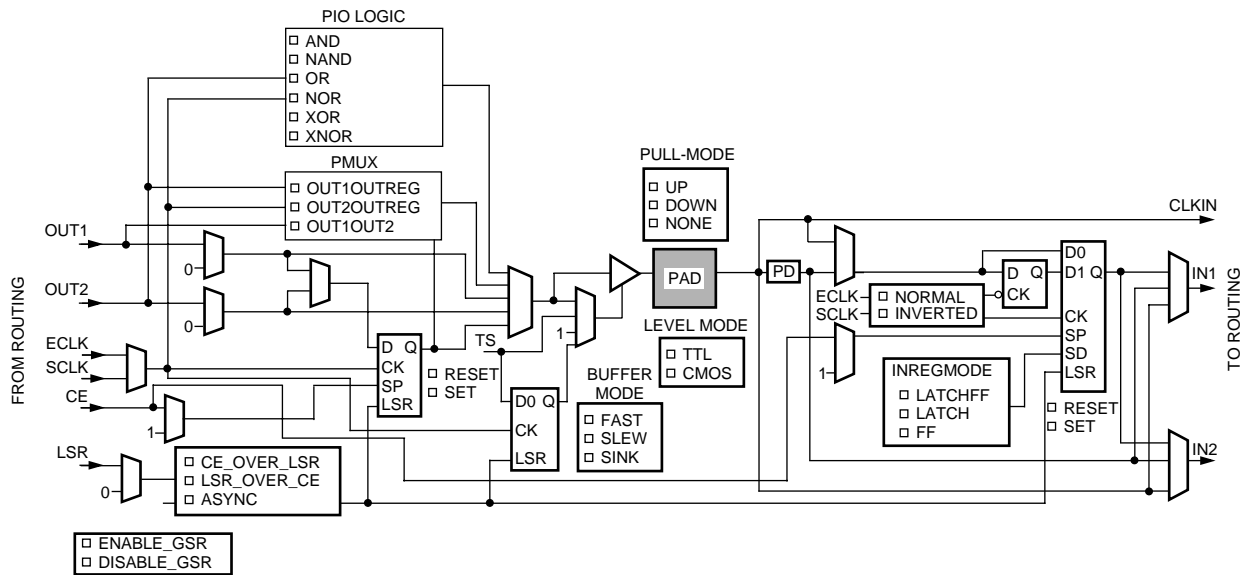 PIO LOGIC
AND
NAND
OR
NOR
XOR
XNOR
PMUX
OUT1OUTREG
OUT2OUTREG
OUT1OUT2
PULL-MODE
UP
DOWN
NONE
FROM ROUTING
OUT1
0
OUT2
0
ECLK
SCLK
CE
1
LSR
0
D Q
CK
SP
LSR
RESET
SET
TS
1
D0 Q
CK
LSR
CE_OVER_LSR
LSR_OVER_CE
ASYNC
ENABLE_GSR
DISABLE_GSR
PAD
LEVEL MODE
TTL
CMOS
BUFFER
MODE
FAST
SLEW
SINK
PD
CLKIN
ECLK
SCLK
NORMAL
INVERTED
D Q
CK
1
D0
D1 Q
CK
SP
SD
LSR
RESET
SET
INREGMODE
LATCHFF
LATCH
FF
IN1
IN2
TO ROUTING